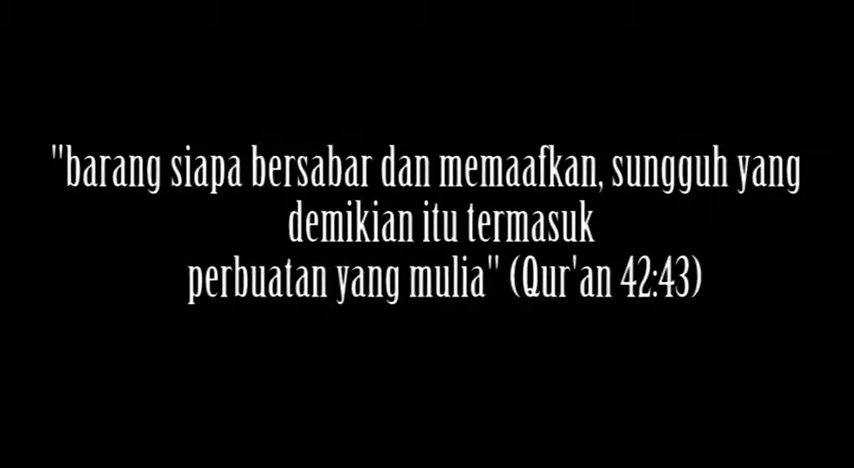 "barang siapa bersabar dan memaafkan, sungguh yang
demikian itu termasuk
perbuatan yang mulia" (Qur'an 42:43)